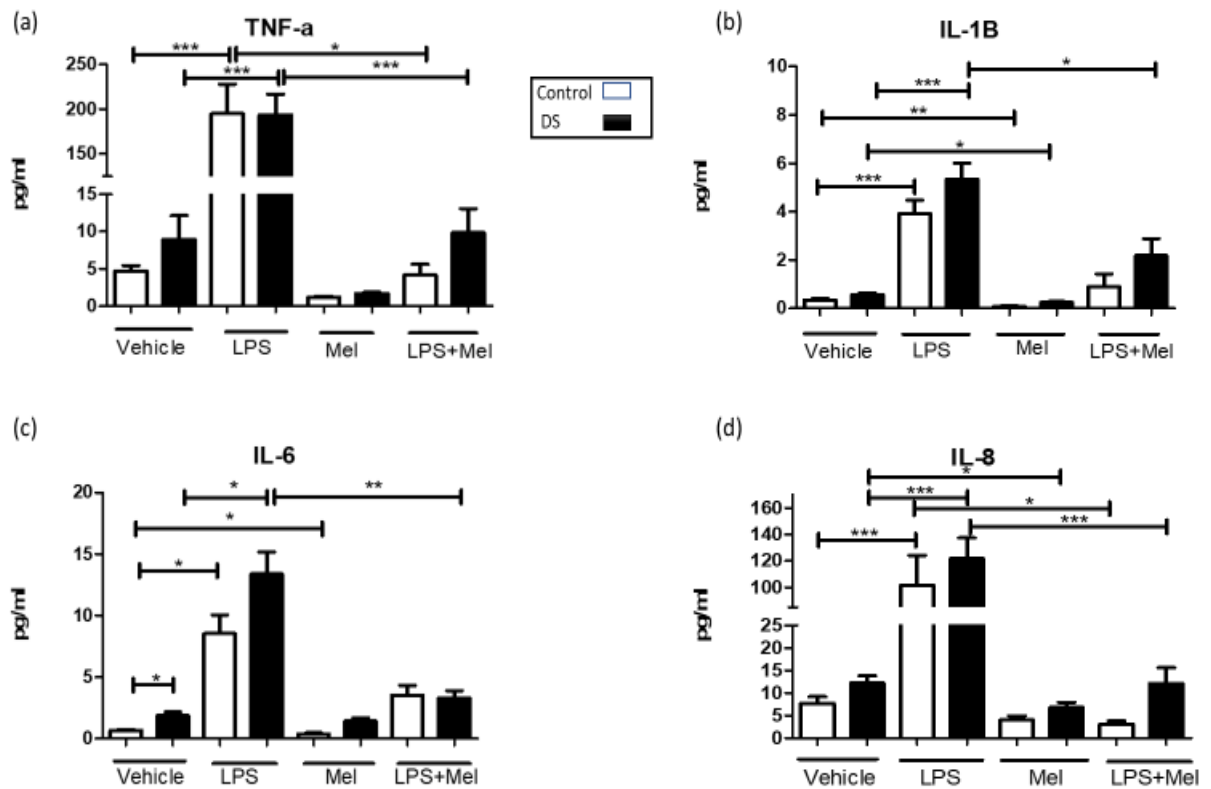 (a)
TNF-a
*** *
*** ***
250
200
150
15
10
5
0
pg/ml
Vehicle LPS Mel LPS+Mel
Control
DS
(b)
IL-1B
*
***
**
*
***
10
8
6
4
2
0
pg/ml
Vehicle LPS Mel LPS+Mel
(c)
IL-6
* **
*
*
*
20
15
10
5
0
pg/ml
Vehicle LPS Mel LPS+Mel
(d)
IL-8
*
***
*
***
***
160
140
120
100
25
20
15
10
5
0
pg/ml
Vehicle LPS Mel LPS+Mel